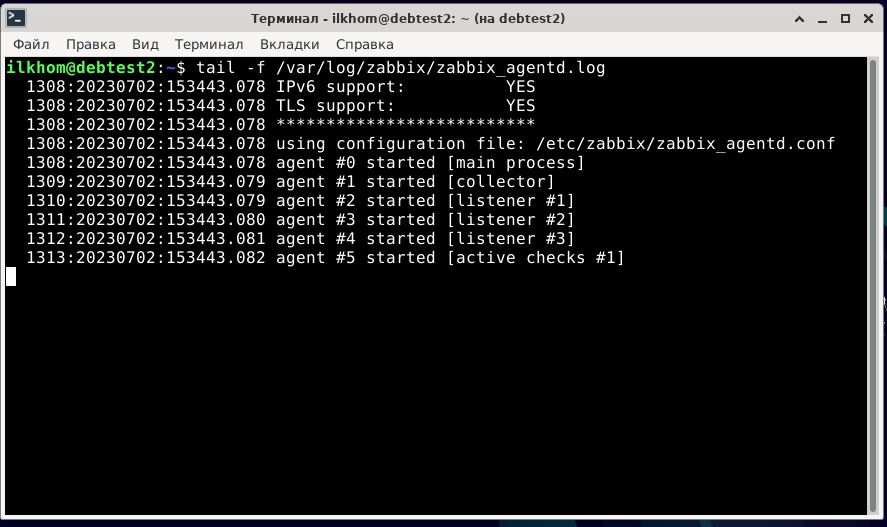 Терминал - ilkhom@debtest2: ~ (на debtest2)
Файл Правка Вид Терминал Вкладки Справка
ilkhom@debtest2:~$ tail -f /var/log/zabbix/zabbix_agentd.log
1308:20230702:153443.078 IPv6 support:          YES
1308:20230702:153443.078 TLS support:           YES
1308:20230702:153443.078 **************************
1308:20230702:153443.078 using configuration file: /etc/zabbix/zabbix_agentd.conf
1308:20230702:153443.078 agent #0 started [main process]
1309:20230702:153443.079 agent #1 started [collector]
1310:20230702:153443.079 agent #2 started [listener #1]
1311:20230702:153443.080 agent #3 started [listener #2]
1312:20230702:153443.081 agent #4 started [listener #3]
1313:20230702:153443.082 agent #5 started [active checks #1]